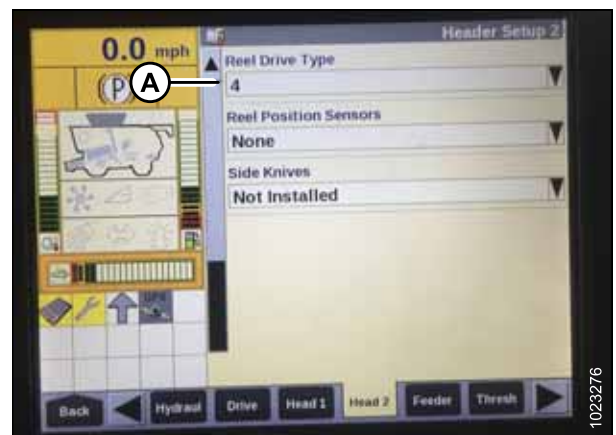 0.0 mph
Header Setup 2
(P)
A
Reel Drive Type
4
Reel Position Sensors
None
Side Knives
Not Installed
GPS
Back
Hydraul
Drive
Head 1
Head 2
Feeder
Thresh
1023276